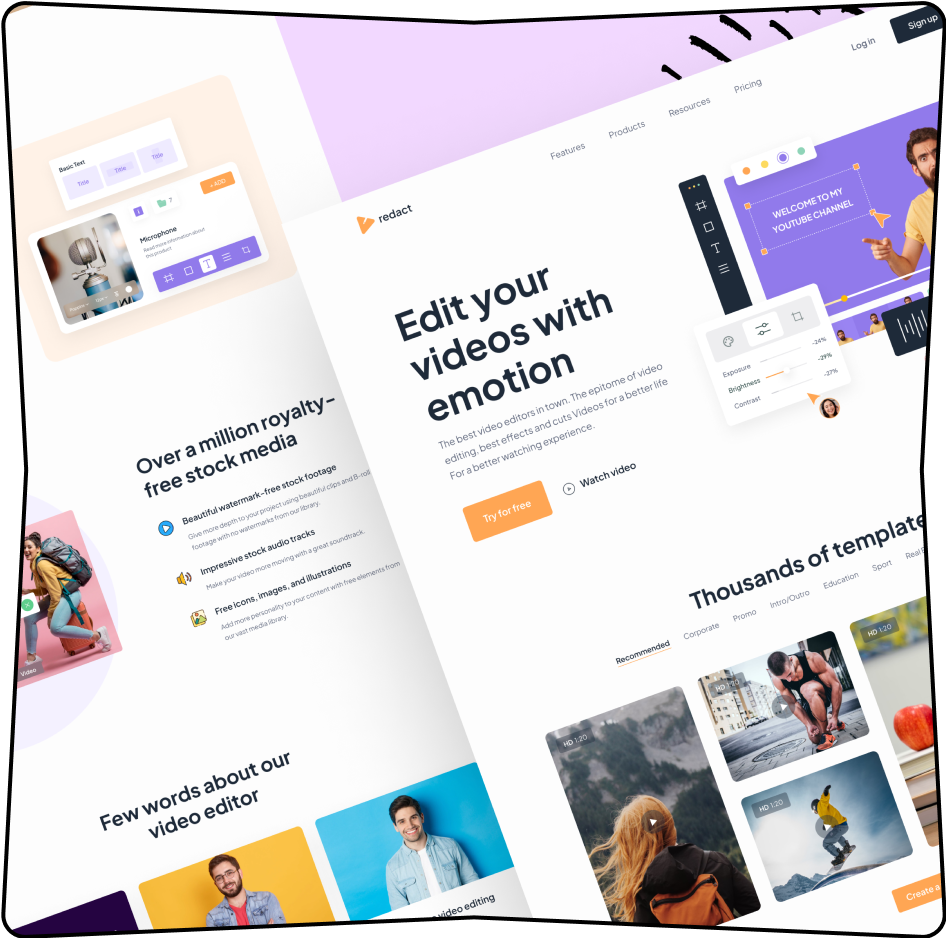 Sign up
Log in
Pricing
Resources
Products
Features
redact
Basic Text
Title
Title
Title
+ ADD
7
Microphone
Read more information about
this product
WELCOME TO MY
YOUTUBE CHANNEL
Edit your
videos with
emotion
The best video editors in town. The epitome of video
editing, best effects and cuts Videos for a better life
For a better watching experience.
Try for free
Watch video
Exposure
-24%
Brightness
-29%
Contrast
-27%
Over a million royalty-
free stock media
Beautiful watermark-free stock footage
Give more depth to your project using beautiful clips and B-roll
footage with no watermarks from our library.
Impressive stock audio tracks
Make your video more moving with a great soundtrack.
Free icons, images, and illustrations
Add more personality to your content with free elements from
our vast media library.
Video
Thousands of template
Recommended
Corporate
Promo
Intro/Outro
Education
Sport
Real
HD 1:20
HD 1:20
HD 1:20
HD 1:20
Few words about our
video editor
video editing
Create a